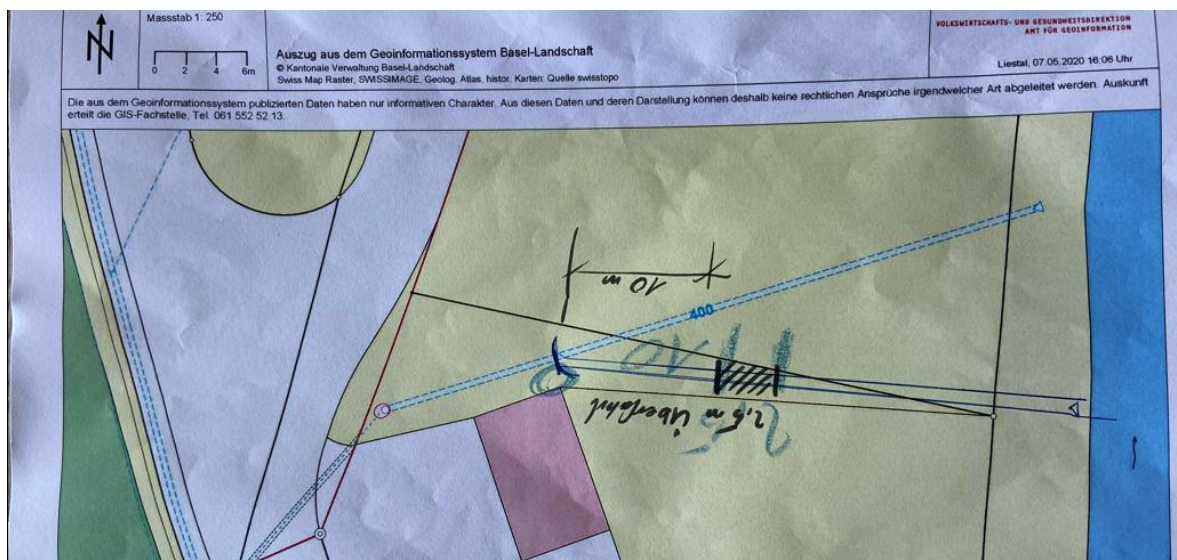 Massstab 1: 250
0 2 4 6m
Auszug aus dem Geoinformationssystem Basel-Landschaft
© Kantonale Verwaltung Basel-Landschaft
Swiss Map Raster, SWISSIMAGE, Geolog. Atlas, histor. Karten: Quelle swisstopo
VOLKSWIRTSCHAFTS- UND GESUNDHEITSDIREKTION
AMT FÜR GEOINFORMATION
Liestal, 07.05.2020 16:06 Uhr
Die aus dem Geoinformationssystem publizierten Daten haben nur informativen Charakter. Aus diesen Daten und deren Darstellung können deshalb keine rechtlichen Ansprüche irgendwelcher Art abgeleitet werden. Auskunft
erteilt die GIS-Fachstelle, Tel. 061 552 52 13.
10 m
400
10
2,5 m Überfahrt